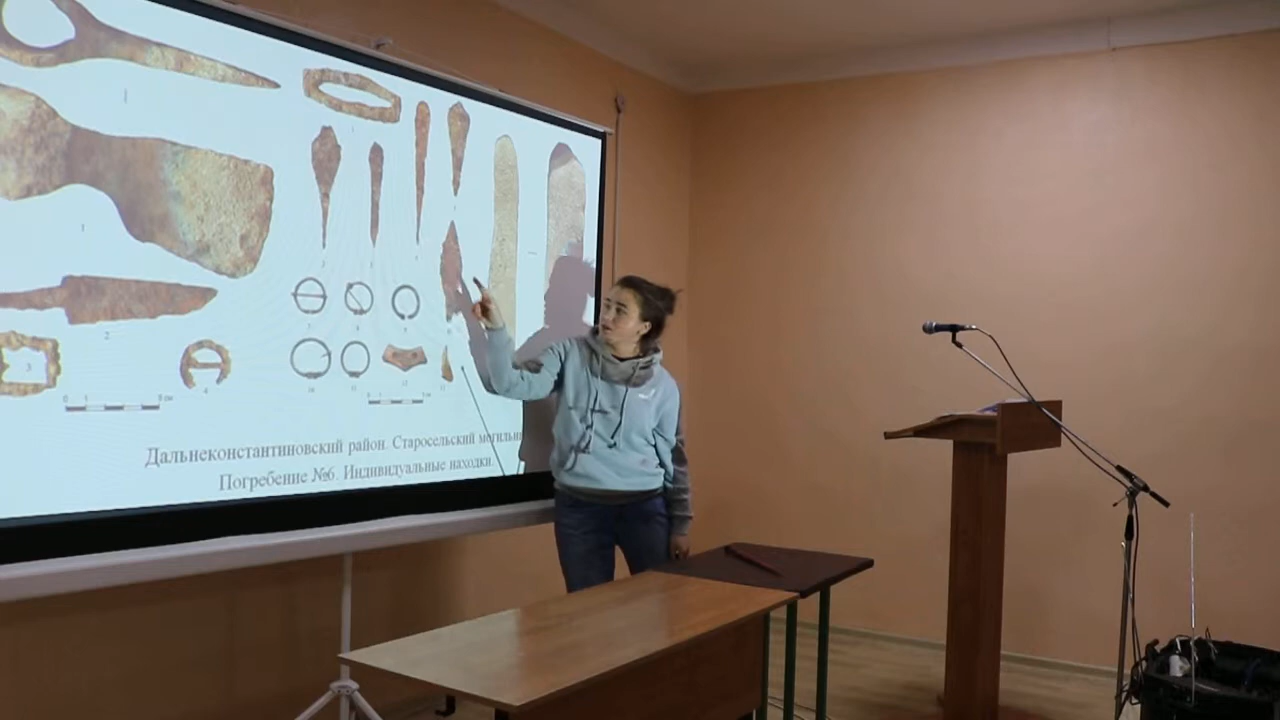 Дальнеконстантиновский район. Старосельский могильн
Погребение №6. Индивидуальные находки.